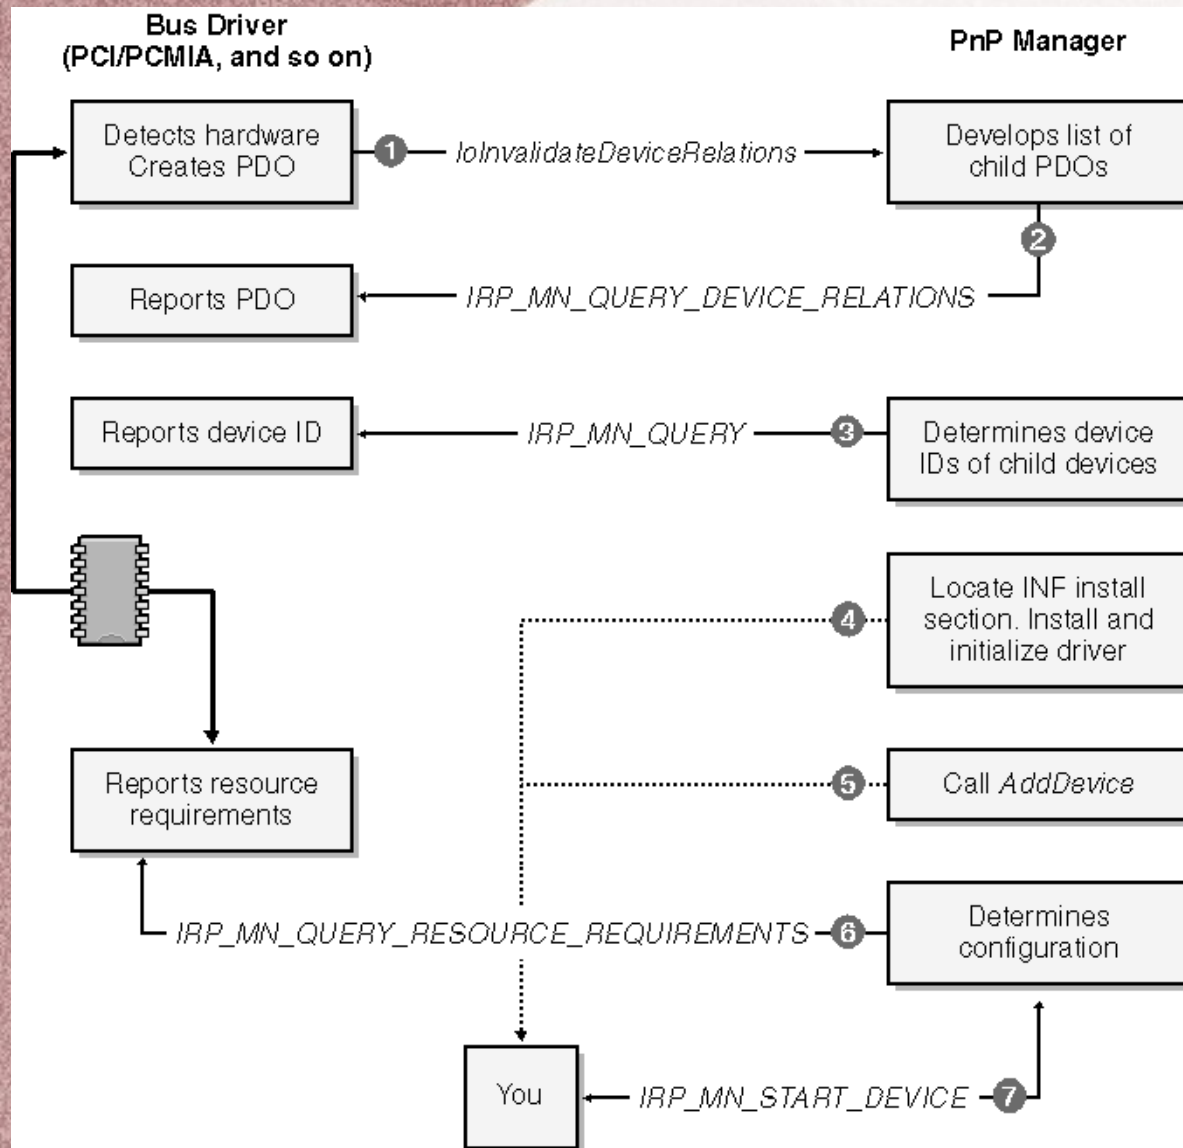 Bus Driver
(PCI/PCMIA, and so on)
PnP Manager
Detects hardware
Creates PDO
1
IoInvalidateDeviceRelations
Develops list of
child PDOs
2
Reports PDO
IRP_MN_QUERY_DEVICE_RELATIONS
Reports device ID
IRP_MN_QUERY
3
Determines device
IDs of child devices
4
Locate INF install
section. Install and
initialize driver
Reports resource
requirements
5
Call AddDevice
IRP_MN_QUERY_RESOURCE_REQUIREMENTS
6
Determines
configuration
You
IRP_MN_START_DEVICE
7